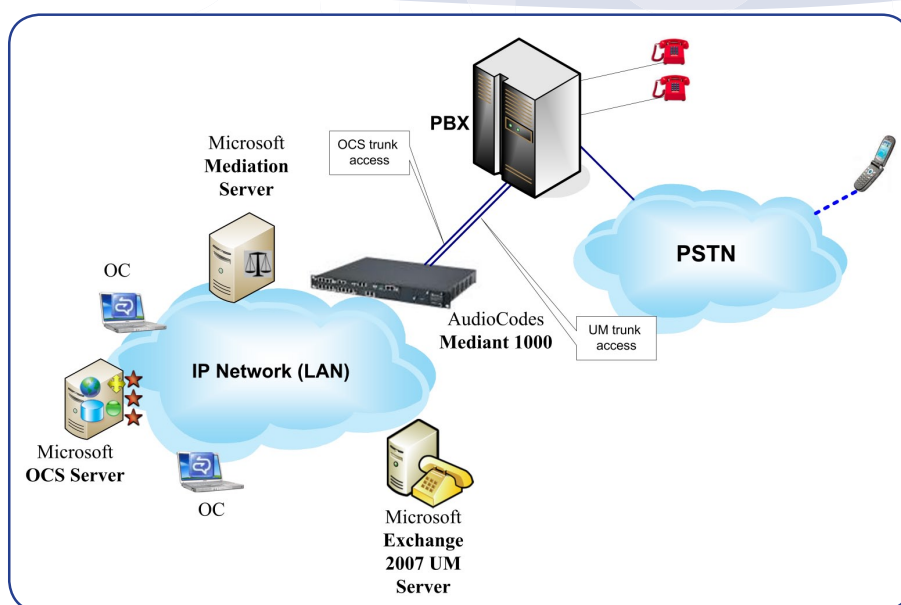 PBX
OCS trunk
access
Microsoft
Mediation
Server
PSTN
OC
AudioCodes
Mediant 1000
UM trunk
access
IP Network (LAN)
Microsoft
OCS Server
OC
Microsoft
Exchange
2007 UM
Server